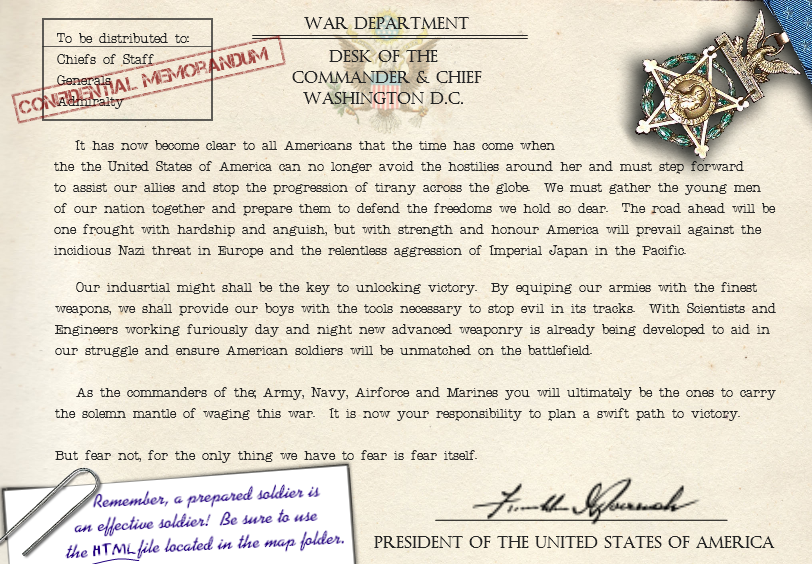 WAR DEPARTMENT
DESK OF THE
COMMANDER & CHIEF
WASHINGTON D.C.
To be distributed to:
Chiefs of Staff
Generals
Admiralty
CONFIDENTIAL MEMORANDUM
It has now become clear to all Americans that the time has come when
the the United States of America can no longer avoid the hostilies around her and must step forward
to assist our allies and stop the progression of tirany across the globe. We must gather the young men
of our nation together and prepare them to defend the freedoms we hold so dear. The road ahead will be
one frought with hardship and anguish, but with strength and honour America will prevail against the
incidious Nazi threat in Europe and the relentless aggression of Imperial Japan in the Pacific.
Our indusrtial might shall be the key to unlocking victory. By equiping our armies with the finest
weapons, we shall provide our boys with the tools necessary to stop evil in its tracks. With Scientists and
Engineers working furiously day and night new advanced weaponry is already being developed to aid in
our struggle and ensure American soldiers will be unmatched on the battlefield.
As the commanders of the; Army, Navy, Airforce and Marines you will ultimately be the ones to carry
the solemn mantle of waging this war. It is now your responsibility to plan a swift path to victory.
But fear not, for the only thing we have to fear is fear itself.
Remember, a prepared soldier is
an effective soldier! Be sure to use
the HTML file located in the map folder.
PRESIDENT OF THE UNITED STATES OF AMERICA